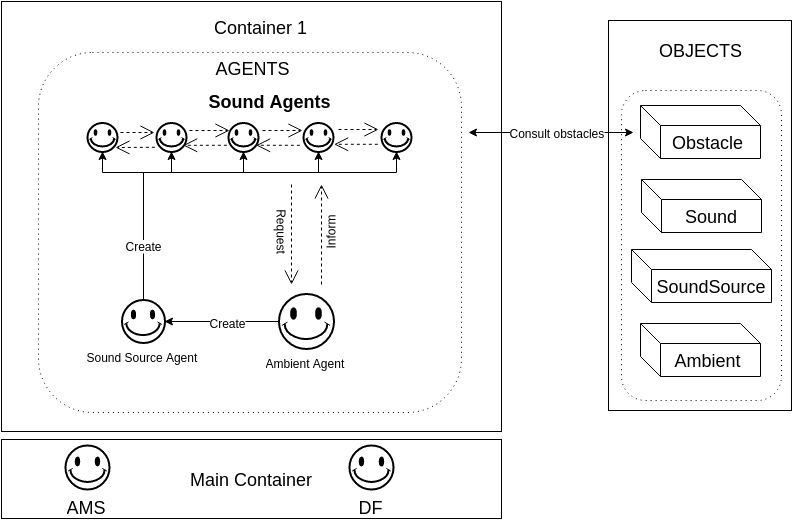 Container 1
AGENTS
Sound Agents
Request
Inform
Create
Create
Sound Source Agent
Ambient Agent
Consult obstacles
OBJECTS
Obstacle
Sound
SoundSource
Ambient
Main Container
AMS
DF